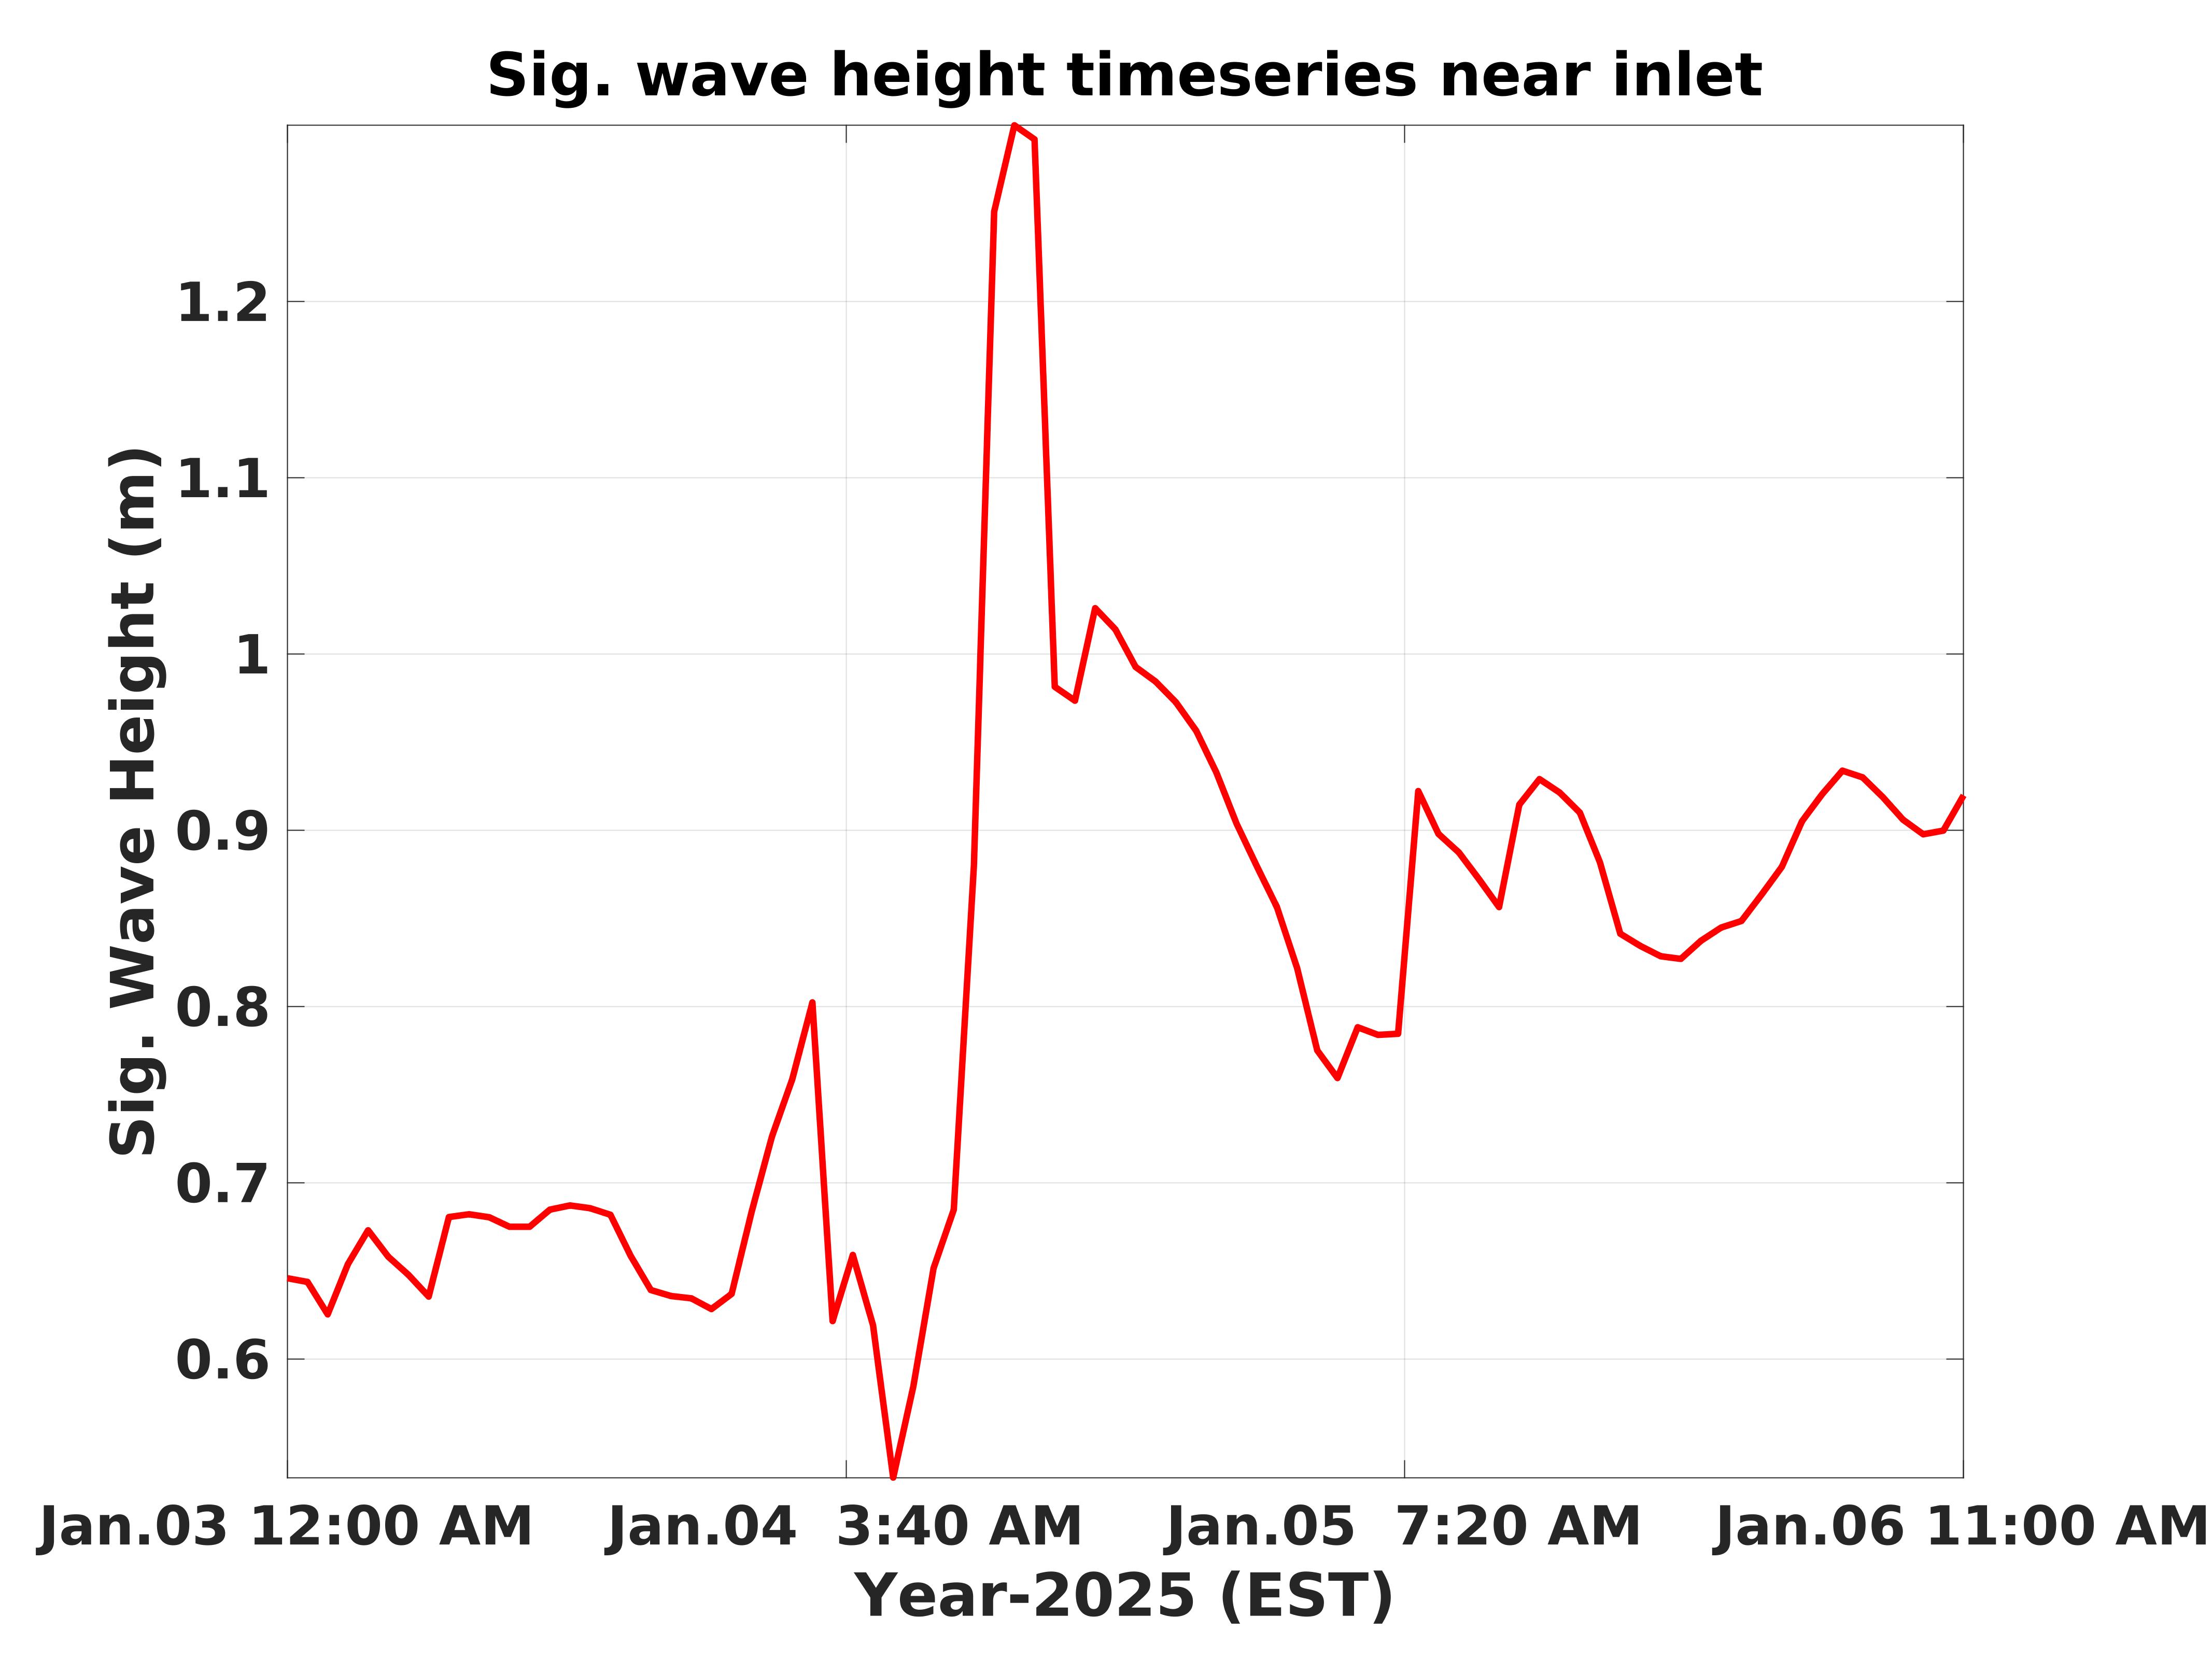 Sig. wave height timeseries near inlet
Sig. Wave Height (m)
1.2
1.1
1
0.9
0.8
0.7
0.6
Jan.03 12:00 AM Jan.04 3:40 AM Jan.05 7:20 AM Jan.06 11:00 AM
Year-2025 (EST)